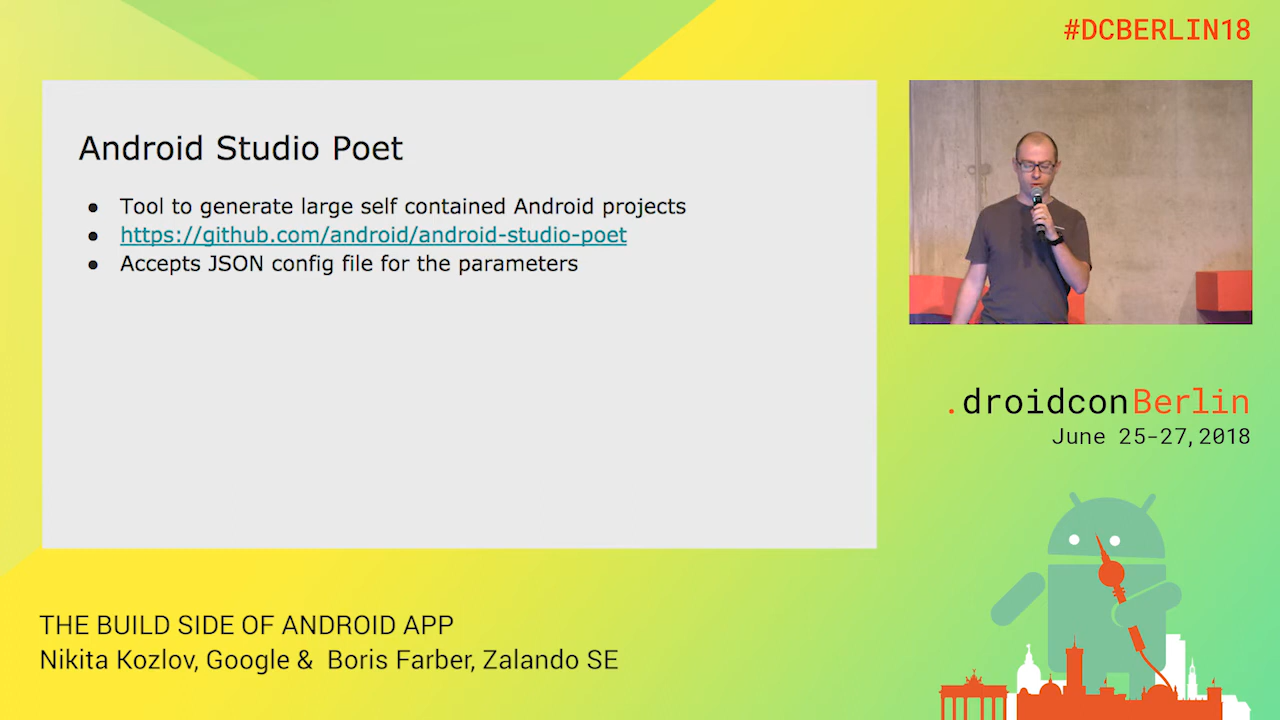 #DCBERLIN18
Android Studio Poet
● Tool to generate large self contained Android projects
● https://github.com/android/android-studio-poet
● Accepts JSON config file for the parameters
.droidconBerlin
June 25-27,2018
THE BUILD SIDE OF ANDROID APP
Nikita Kozlov, Google & Boris Farber, Zalando SE